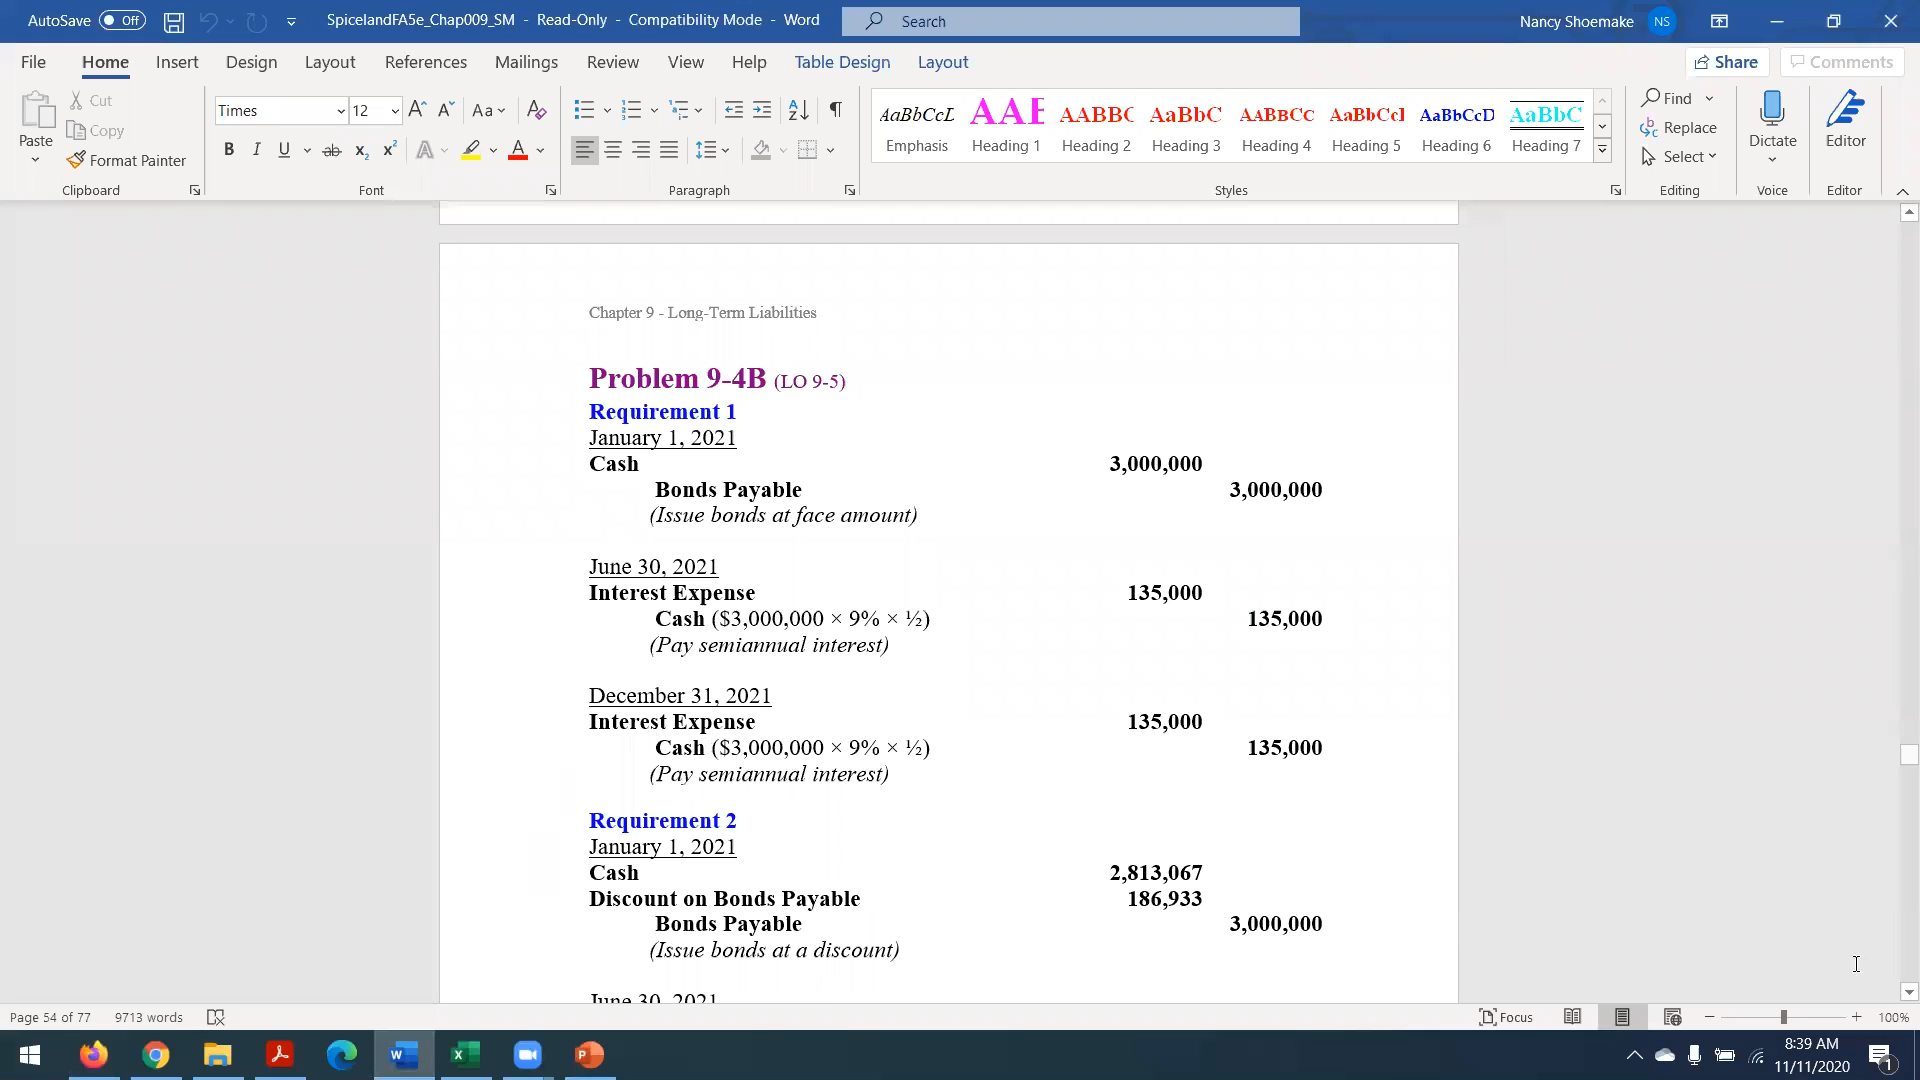 AutoSave Off SpicelandFA5e_Chap009_SM - Read-Only - Compatibility Mode - Word Search Nancy Shoemake NS
File Home Insert Design Layout References Mailings Review View Help Table Design Layout Share Comments
Paste
Cut
Copy
Format Painter
Clipboard
Times 12
Font
Paragraph
AaBbCcL AAE AABBC AaBbC AABBCC AaBbCcI AaBbCcD AaBbC
Emphasis Heading 1 Heading 2 Heading 3 Heading 4 Heading 5 Heading 6 Heading 7
Styles
Find
Replace
Select
Editing
Dictate
Voice
Editor
Editor
Chapter 9 - Long-Term Liabilities
Problem 9-4B (LO 9-5)
Requirement 1
January 1, 2021
Cash 3,000,000
Bonds Payable 3,000,000
(Issue bonds at face amount)
June 30, 2021
Interest Expense 135,000
Cash ($3,000,000 × 9% × ½) 135,000
(Pay semiannual interest)
December 31, 2021
Interest Expense 135,000
Cash ($3,000,000 × 9% × ½) 135,000
(Pay semiannual interest)
Requirement 2
January 1, 2021
Cash 2,813,067
Discount on Bonds Payable 186,933
Bonds Payable 3,000,000
(Issue bonds at a discount)
June 30, 2021
Page 54 of 77 9713 words Focus 100%
8:39 AM
11/11/2020
1